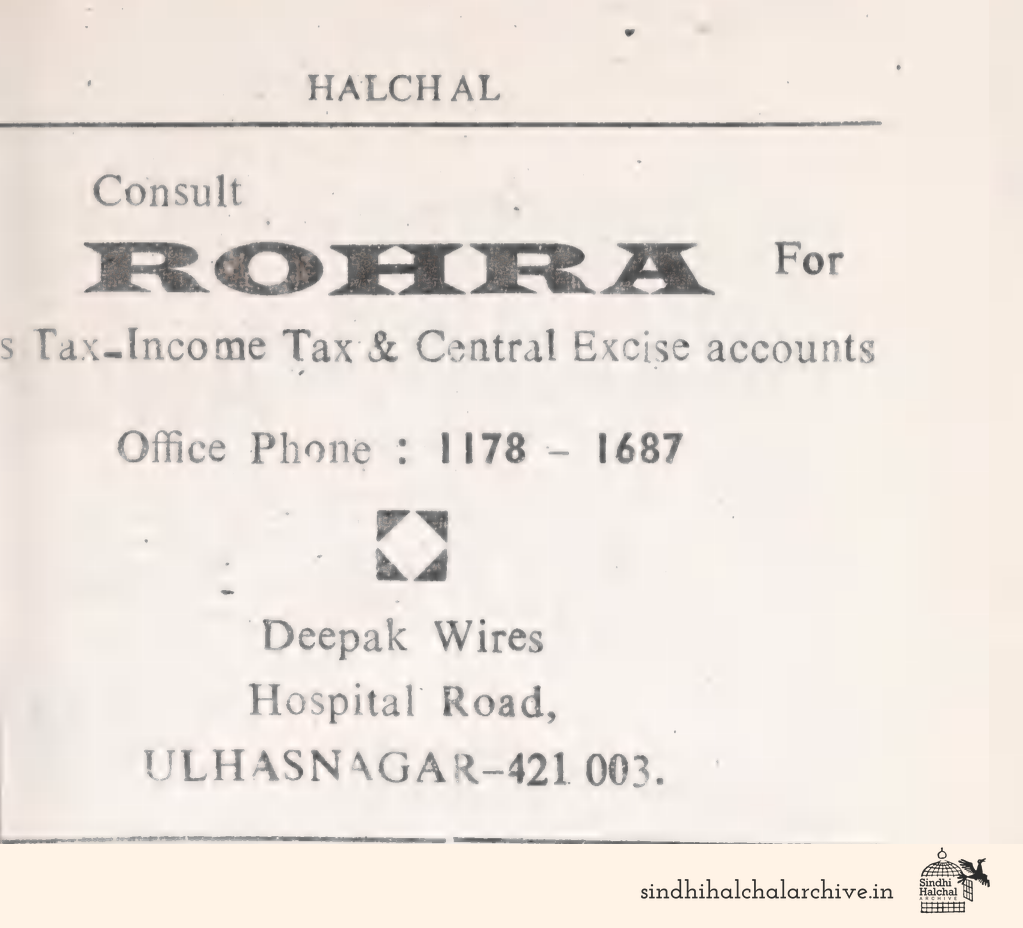 HALCHAL
Consult
ROHRA For
s Tax-Income Tax & Central Excise accounts
Office Phone : 1178 - 1687
Deepak Wires
Hospital Road,
ULHASNAGAR-421 003.
sindhihalchalarchive.in
Sindhi
Halchal
ARCHIVE